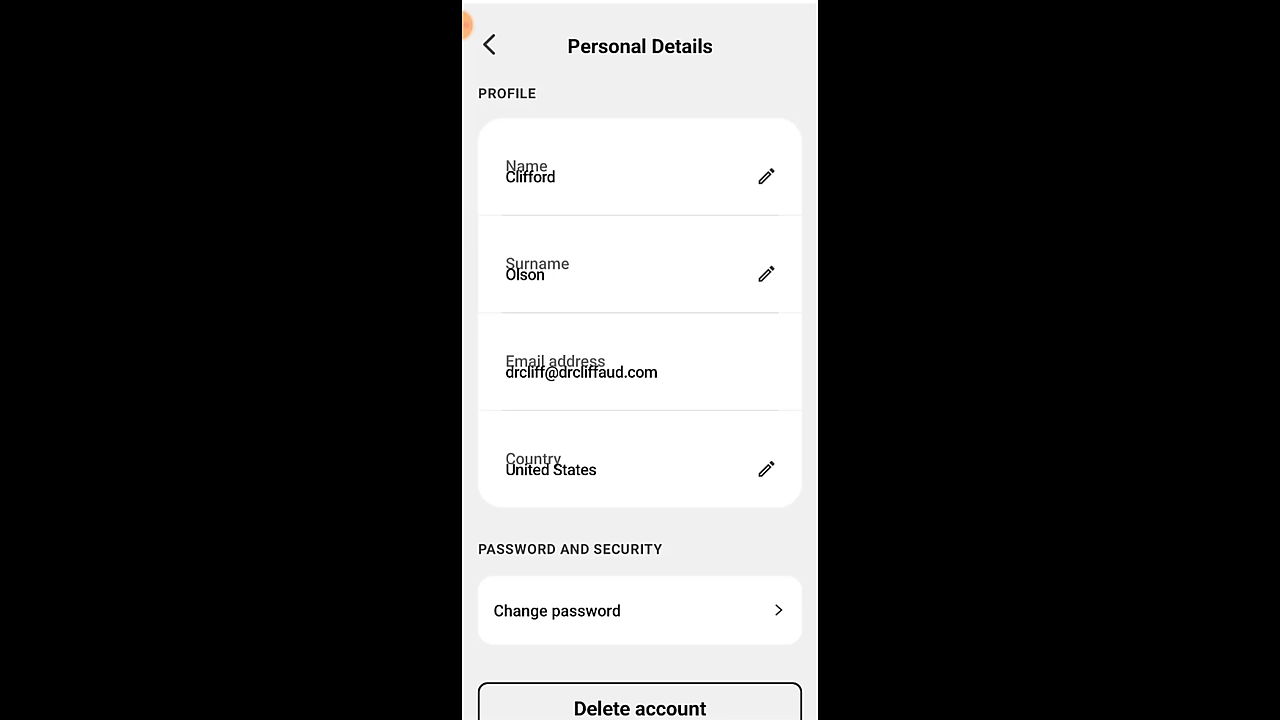 Personal Details
PROFILE
Name
Clifford
Surname
Olson
Email address
drcliff@drcliffaud.com
Country
United States
PASSWORD AND SECURITY
Change password
Delete account